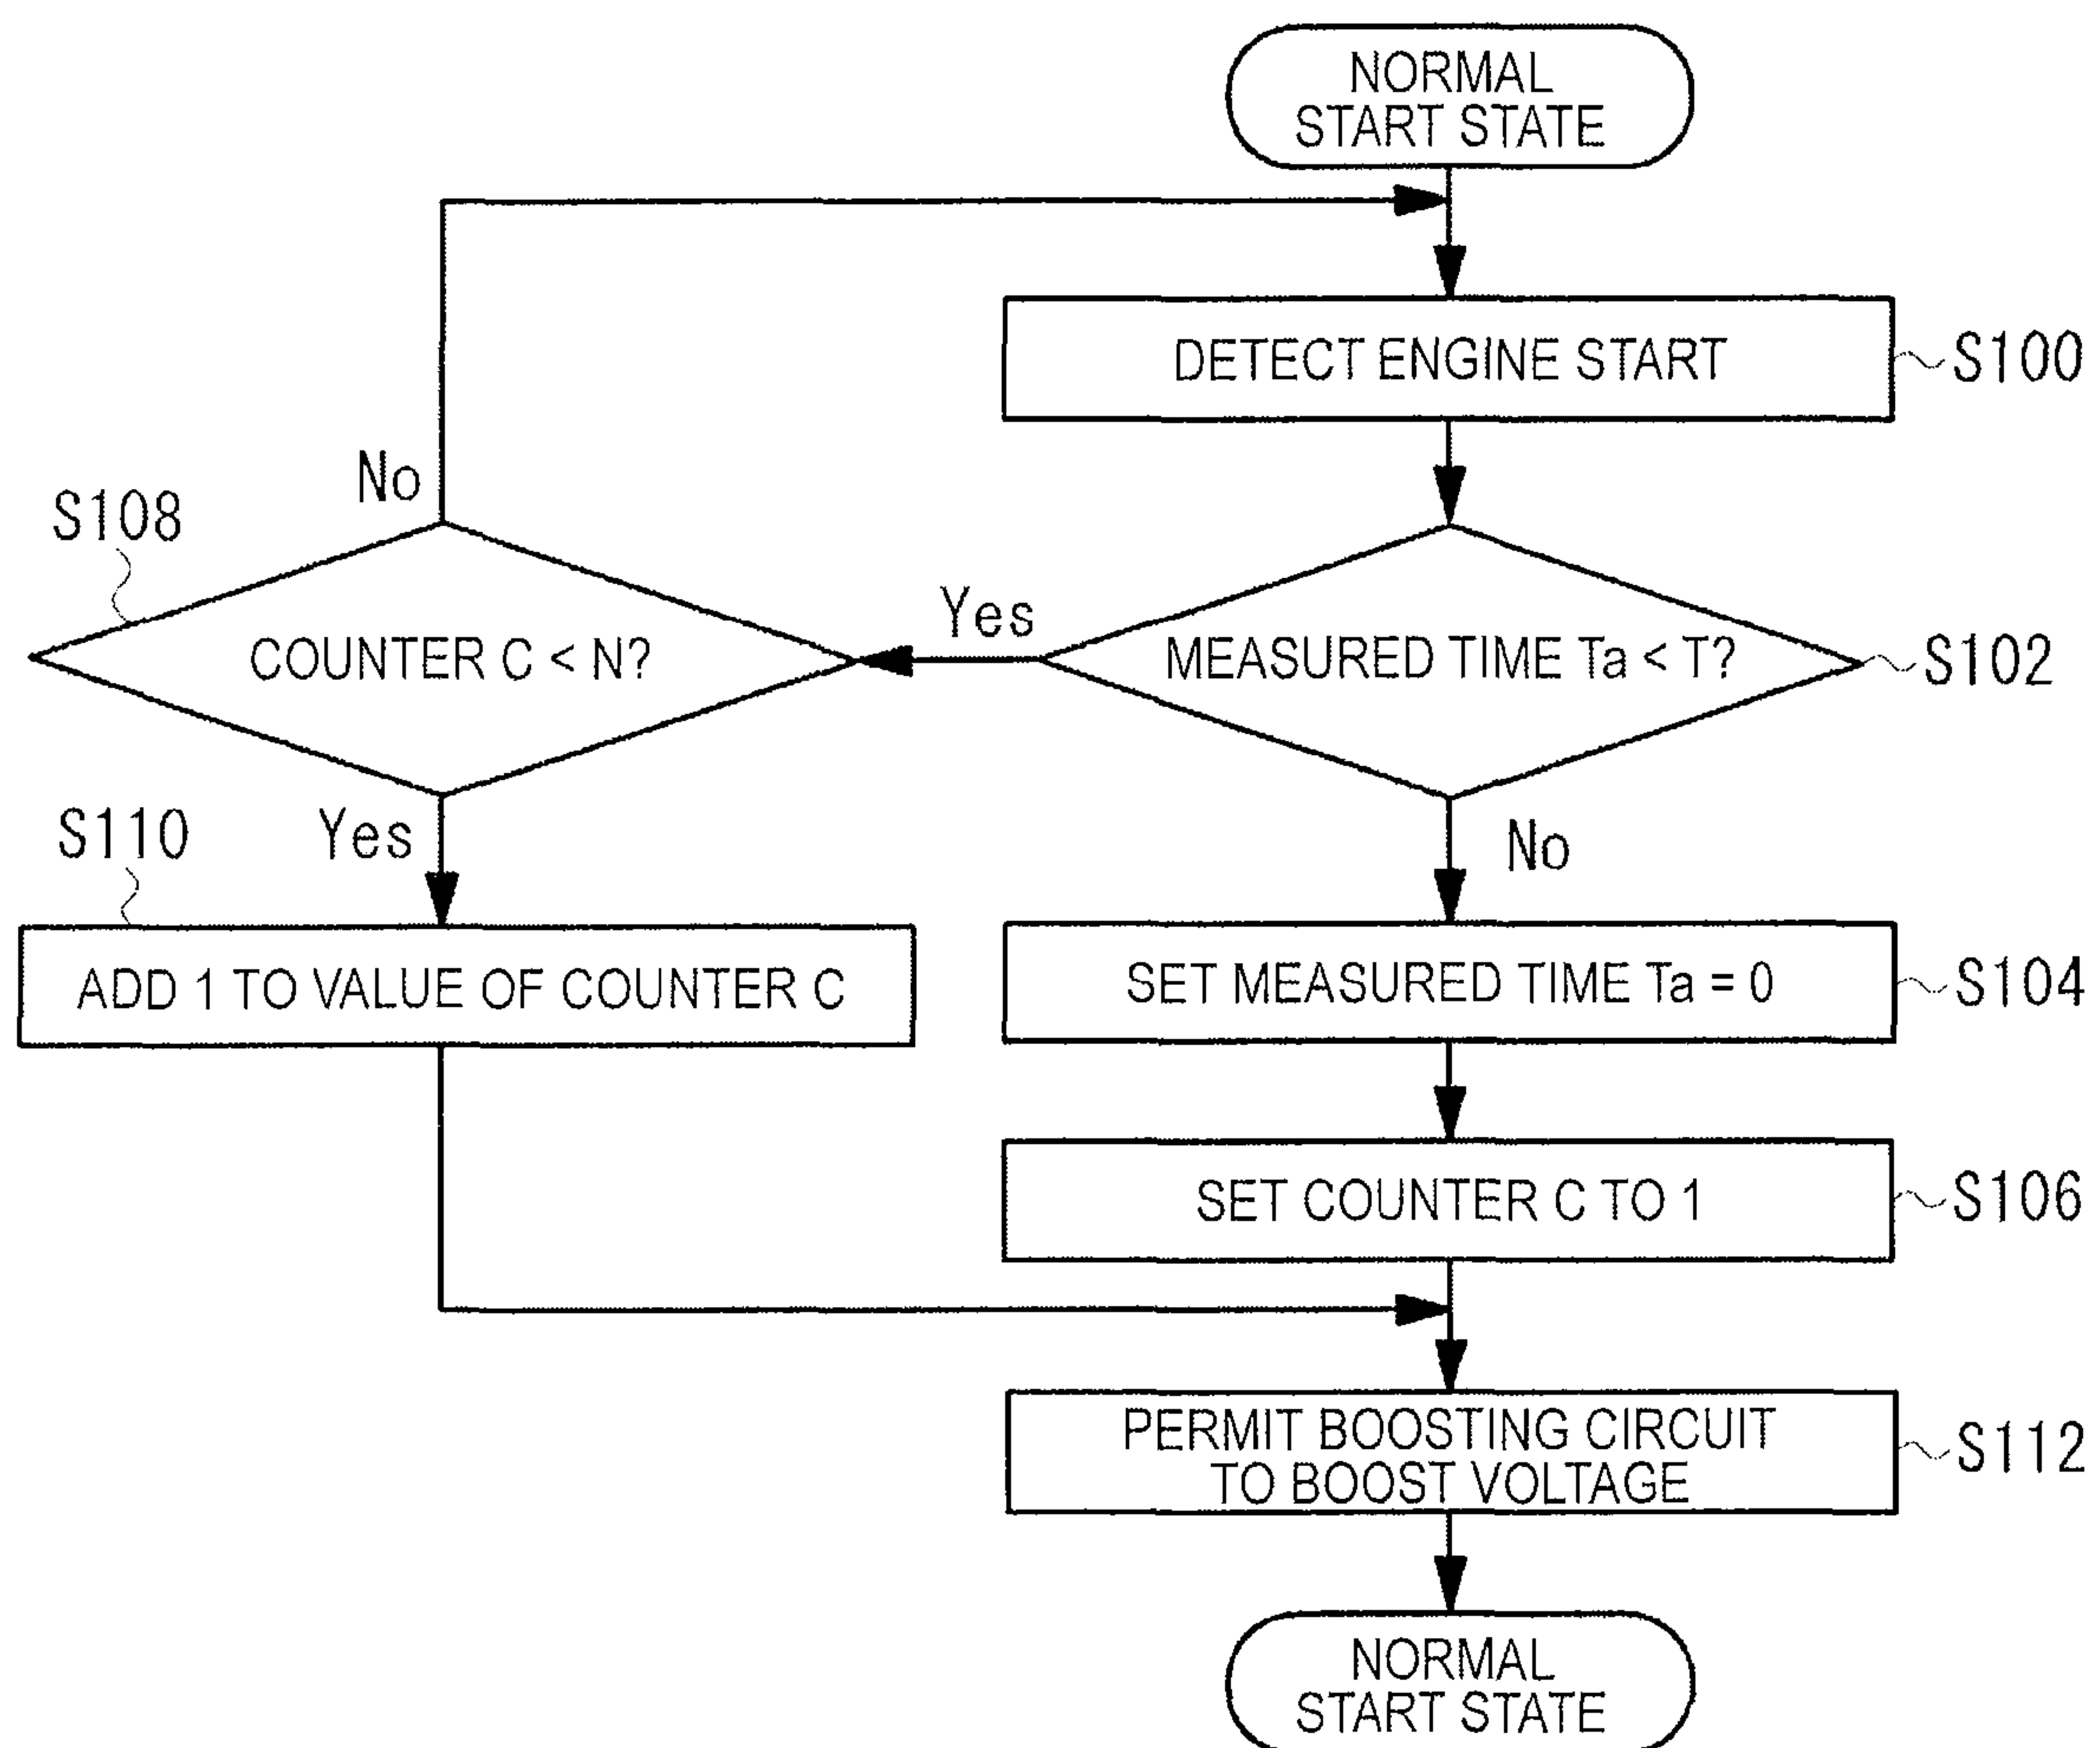 NORMAL
START STATE
DETECT ENGINE START
S100
No
S108
COUNTER C < N?
Yes
MEASURED TIME Ta < T?
S102
S110
Yes
No
ADD 1 TO VALUE OF COUNTER C
SET MEASURED TIME Ta = 0
S104
SET COUNTER C TO 1
S106
PERMIT BOOSTING CIRCUIT
TO BOOST VOLTAGE
S112
NORMAL
START STATE